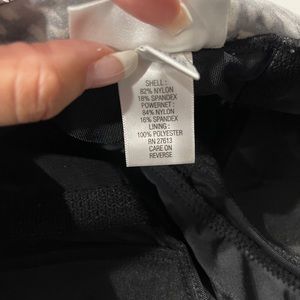 SHELL :
82% NYLON
18% SPANDEX
POWERNET :
84% NYLON
16% SPANDEX
LINING :
100% POLYESTER
RN 27613
CARE ON
REVERSE